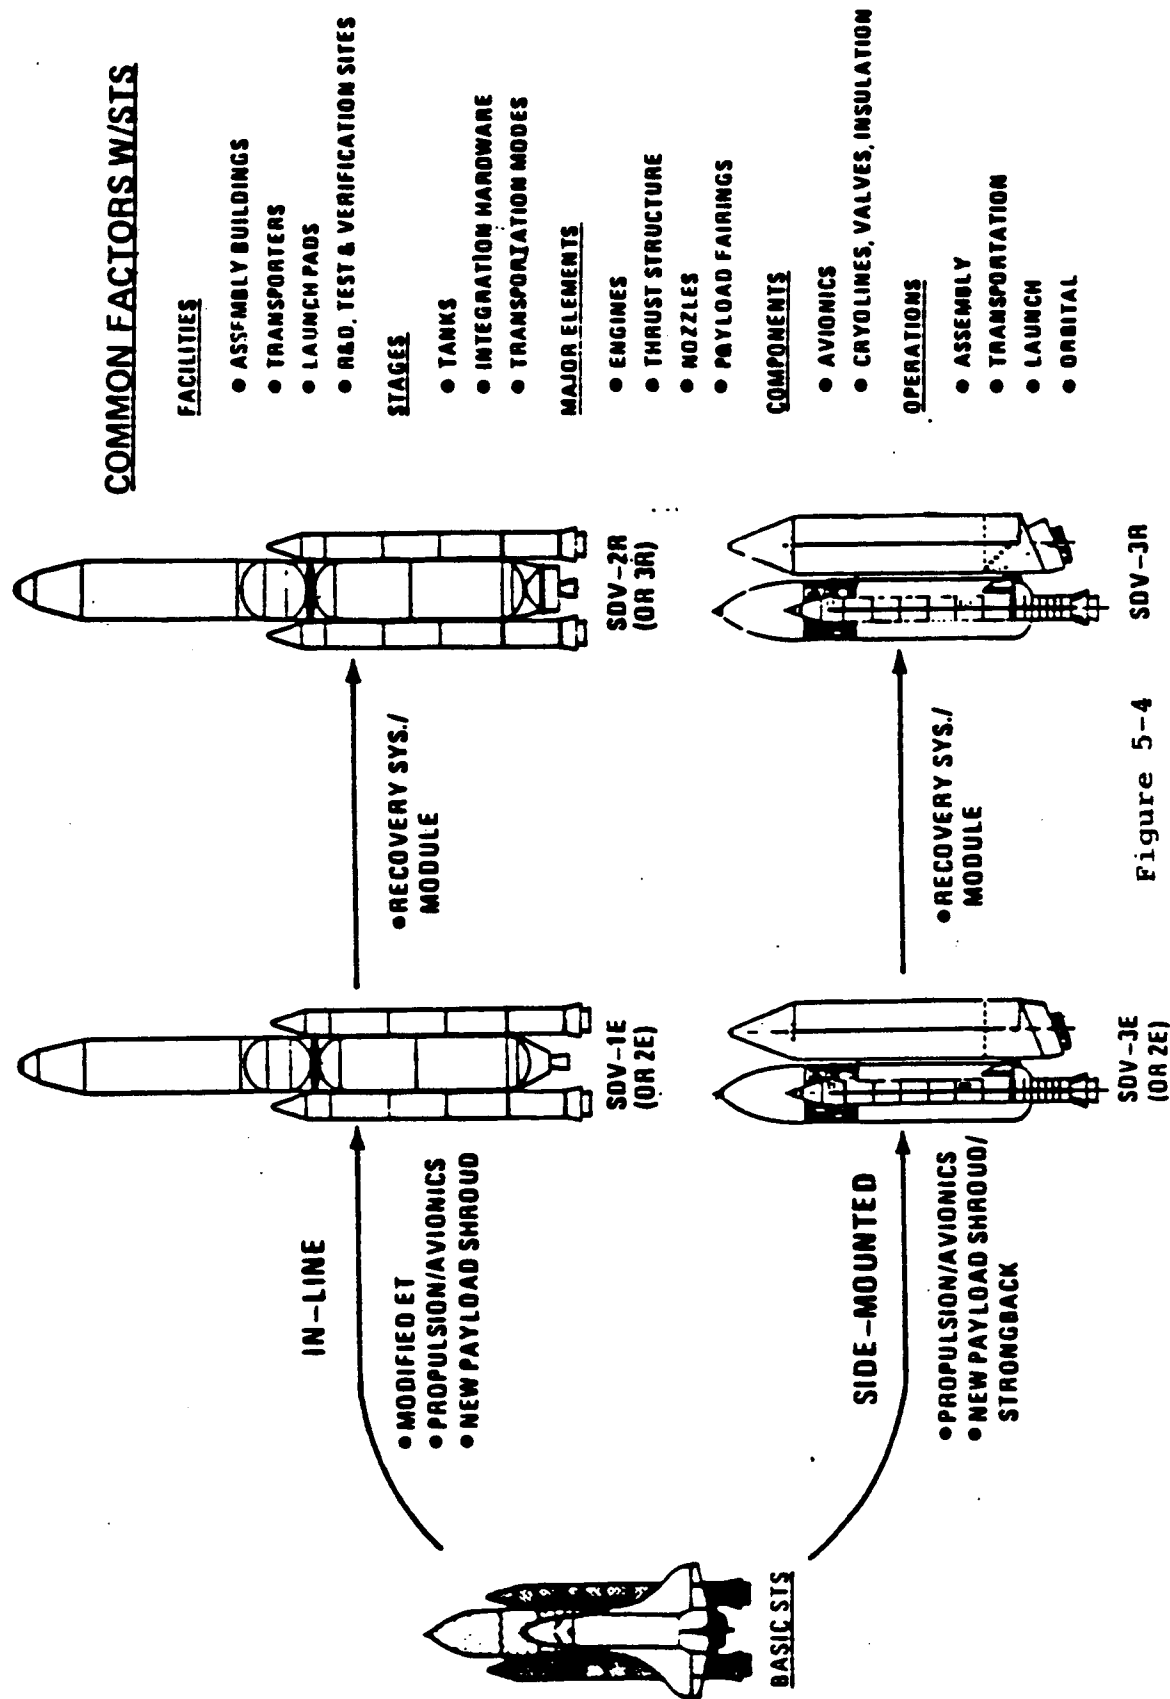 COMMON FACTORS W/STS
FACILITIES
● ASSEMBLY BUILDINGS
● TRANSPORTERS
● LAUNCH PADS
● R&D, TEST & VERIFICATION SITES
STAGES
● TANKS
● INTEGRATION HARDWARE
● TRANSPORTATION MODES
MAJOR ELEMENTS
● ENGINES
● THRUST STRUCTURE
● NOZZLES
● PAYLOAD FAIRINGS
COMPONENTS
● AVIONICS
● CRYOLINES, VALVES, INSULATION
OPERATIONS
● ASSEMBLY
● TRANSPORTATION
● LAUNCH
● ORBITAL
BASIC STS
IN-LINE
● MODIFIED ET
● PROPULSION/AVIONICS
● NEW PAYLOAD SHROUD
SDV-1E
(OR 2E)
● RECOVERY SYS./
MODULE
SDV-2R
(OR 3R)
SIDE-MOUNTED
● PROPULSION/AVIONICS
● NEW PAYLOAD SHROUD/
STRONGBACK
SDV-3E
(OR 2E)
● RECOVERY SYS./
MODULE
SDV-3R
Figure 5-4